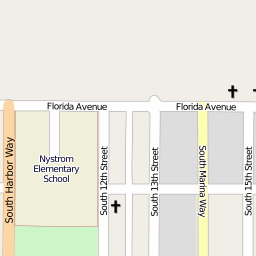 Florida Avenue
Florida Avenue
South Harbor Way
Nystrom
Elementary
School
South 12th Street
South 13th Street
South Marina Way
South 15th Street